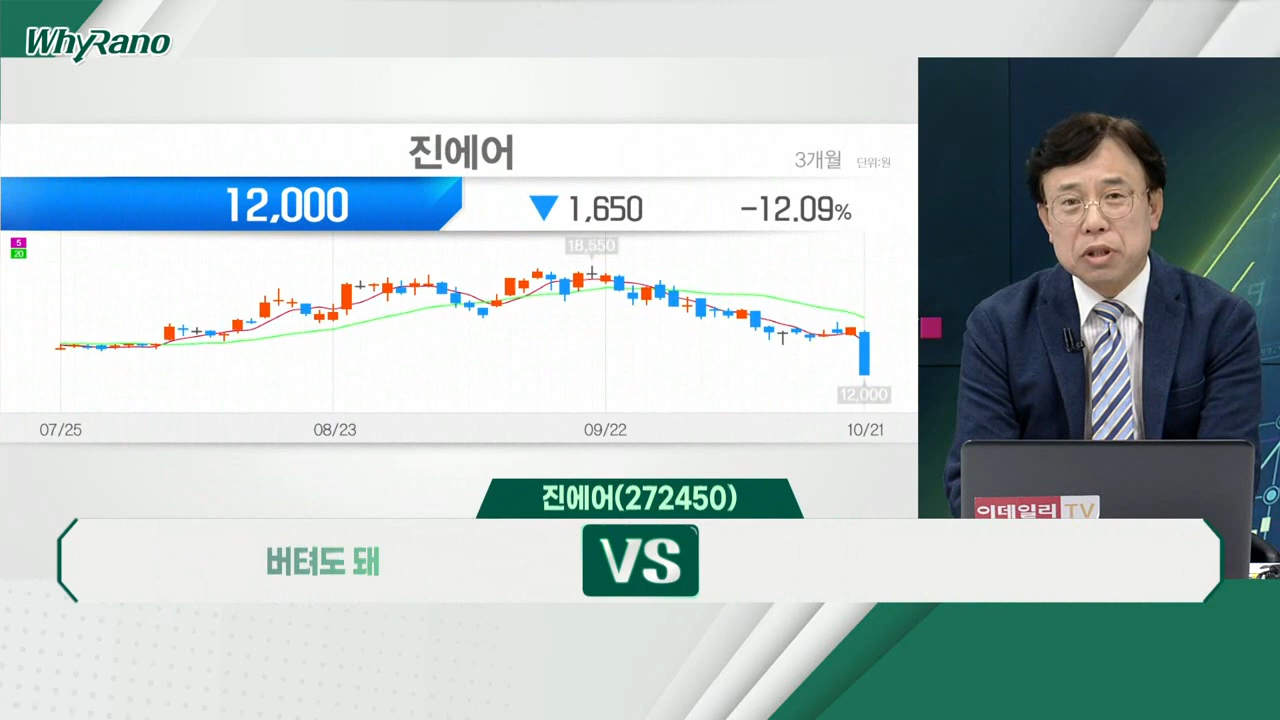 WhyRano
진에어
3개월 단위:원
12,000 ▼ 1,650 -12.09%
5
20
18,550
12,000
07/25 08/23 09/22 10/21
진에어(272450)
이데일리 TV
버텨도 돼 VS